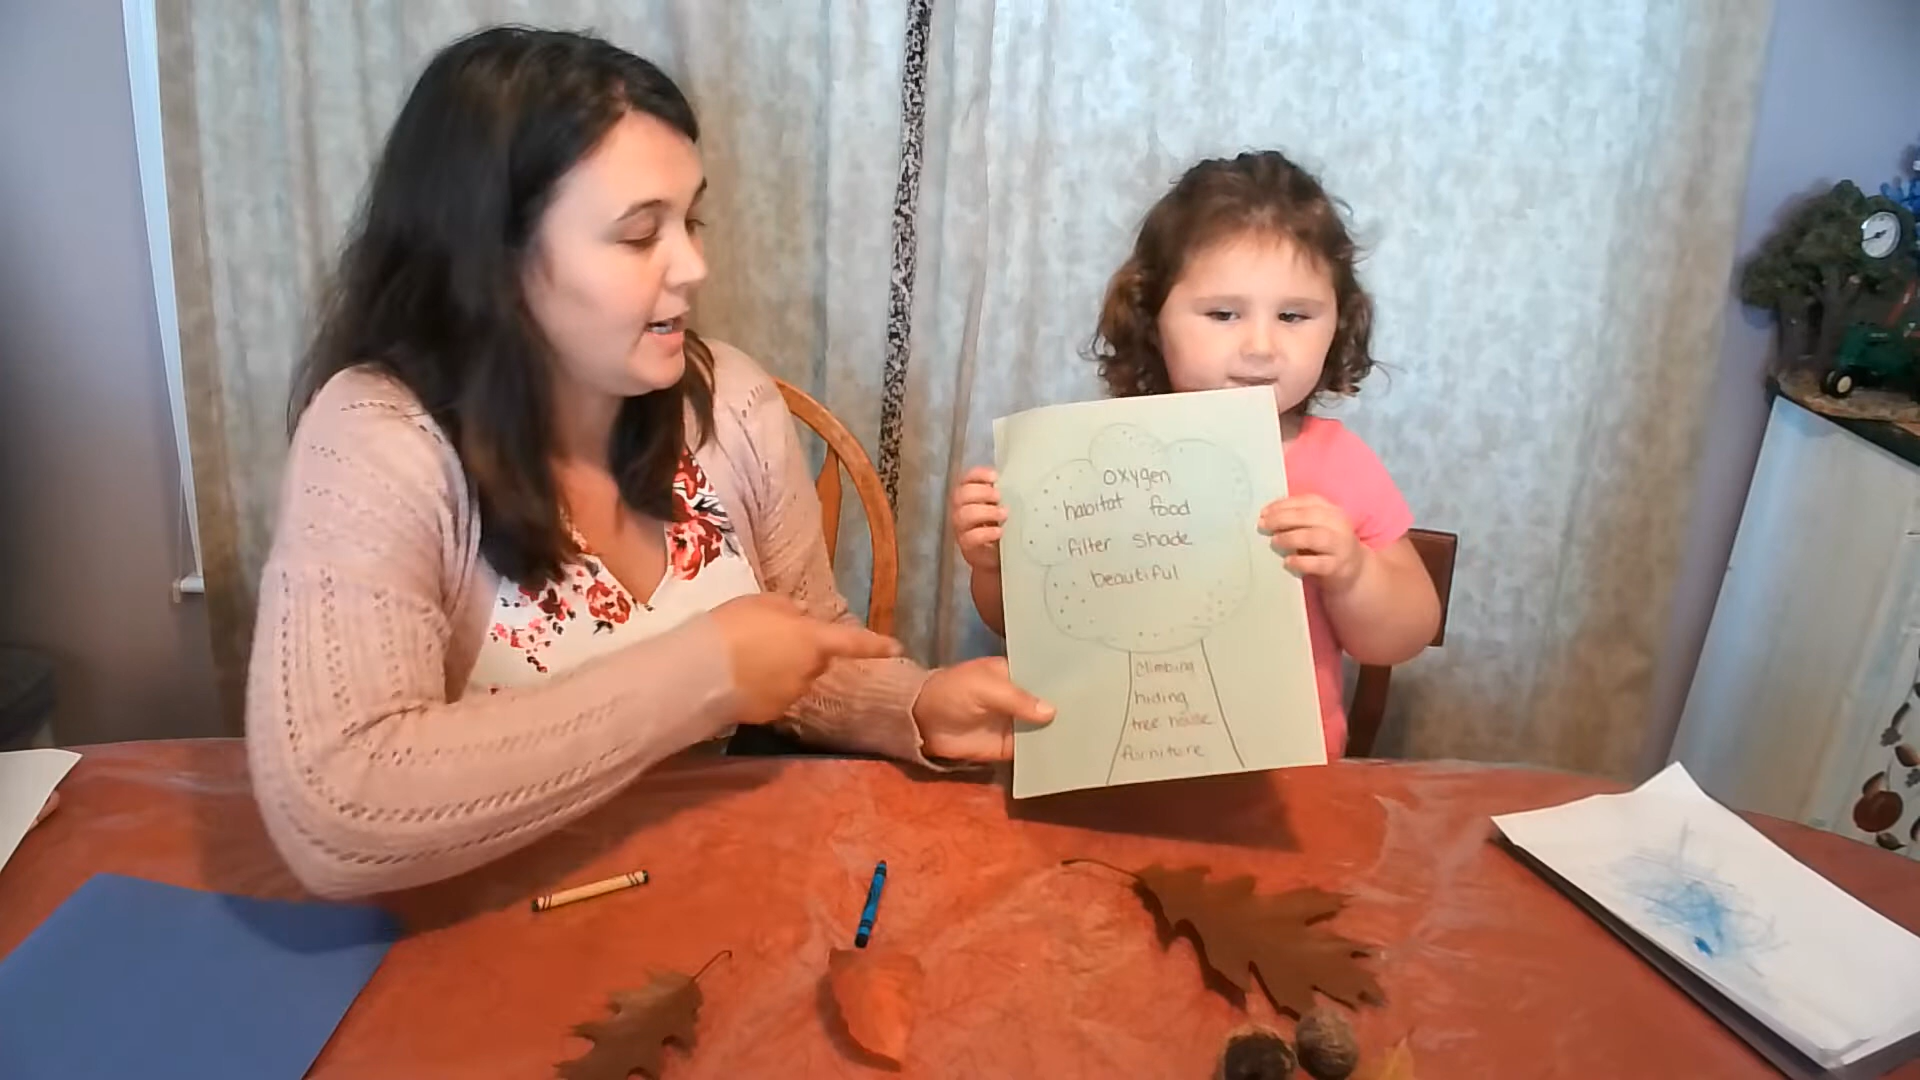 oxygen
habitat food
filter shade
beautiful
climbing
hiding
tree house
furniture